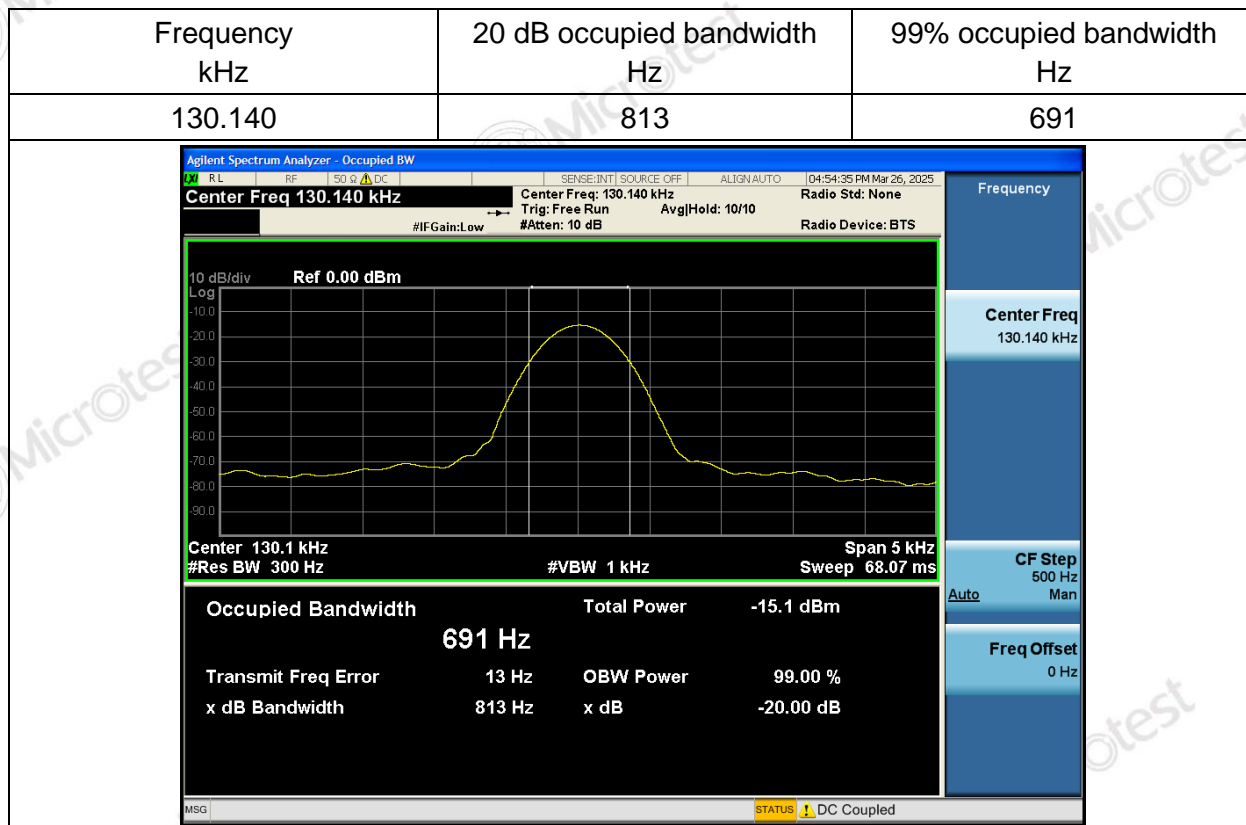 Frequency kHz
20 dB occupied bandwidth Hz
99% occupied bandwidth Hz
130.140
813
691
Agilent Spectrum Analyzer - Occupied BW
LXI RL RF 50 Ω ⚠ DC SENSE:INT SOURCE OFF ALIGN AUTO 04:54:35 PM Mar 26, 2025
Center Freq 130.140 kHz
Center Freq: 130.140 kHz
Radio Std: None
Trig: Free Run Avg|Hold: 10/10
#IFGain:Low #Atten: 10 dB Radio Device: BTS
Frequency
10 dB/div Ref 0.00 dBm
Log
-10.0
-20.0
-30.0
-40.0
-50.0
-60.0
-70.0
-80.0
-90.0
Center 130.1 kHz Span 5 kHz
#Res BW 300 Hz #VBW 1 kHz Sweep 68.07 ms
Center Freq
130.140 kHz
CF Step
500 Hz
Auto Man
Freq Offset
0 Hz
Occupied Bandwidth Total Power -15.1 dBm
691 Hz
Transmit Freq Error 13 Hz OBW Power 99.00 %
x dB Bandwidth 813 Hz x dB -20.00 dB
MSG STATUS ⚠ DC Coupled
Microtest
Microtest
Microtest
otest